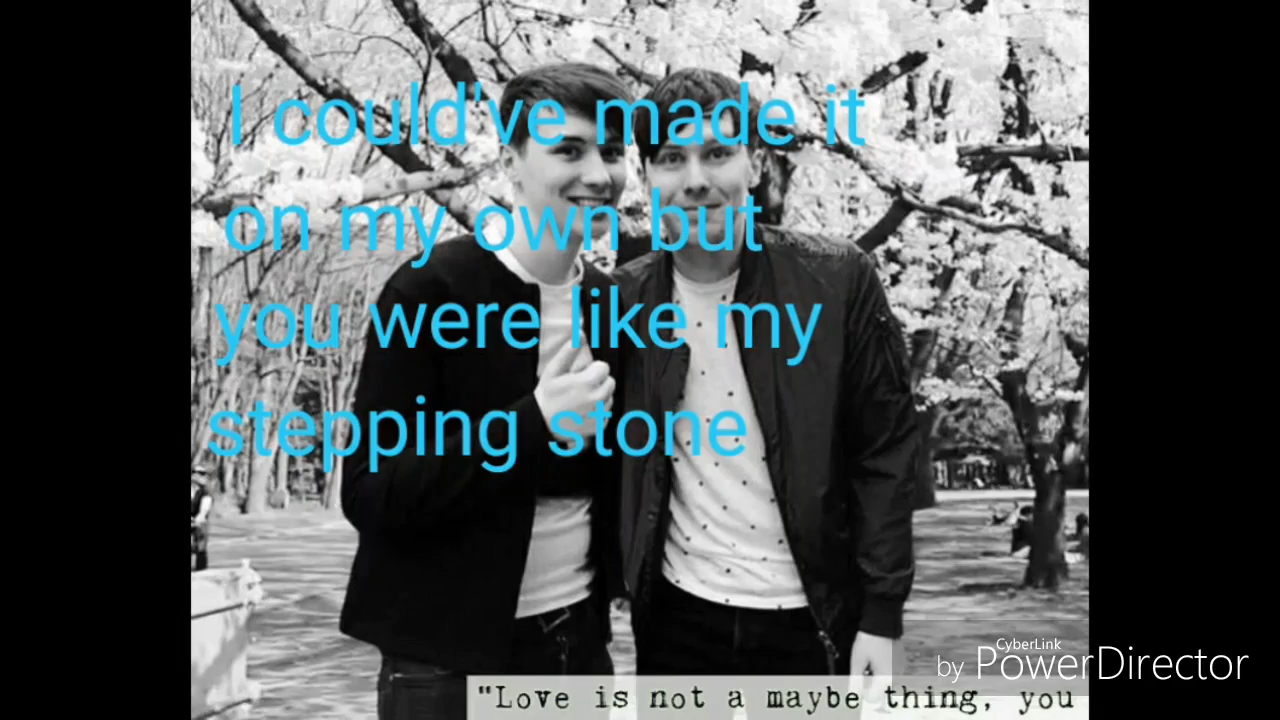 I could've made it
on my own but
you were like my
stepping stone
CyberLink
by PowerDirector
"Love is not a maybe thing, you